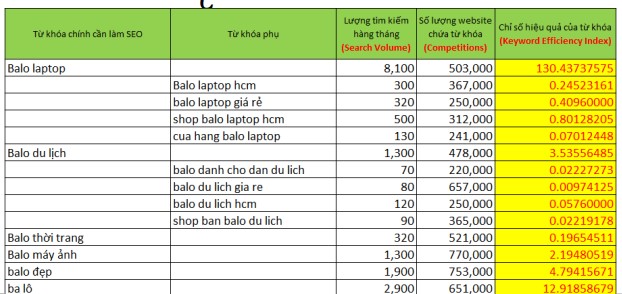 Từ khóa chính cần làm SEO Từ khóa phụ Lượng tìm kiếm hàng tháng (Search Volume) Số lượng website chứa từ khóa (Competitions) Chỉ số hiệu quả của từ khóa (Keyword Efficiency Index)
Balo laptop 8,100 503,000 130.43737575
Balo laptop hcm 300 367,000 0.24523161
balo laptop giá rẻ 320 250,000 0.40960000
shop balo laptop hcm 500 312,000 0.80128205
cua hang balo laptop 130 241,000 0.07012448
Balo du lịch 1,300 478,000 3.53556485
balo danh cho dan du lich 70 220,000 0.02227273
balo du lich gia re 80 657,000 0.00974125
balo du lich hcm 120 250,000 0.05760000
shop ban balo du lich 90 365,000 0.02219178
Balo thời trang 320 521,000 0.19654511
Balo máy ảnh 1,300 770,000 2.19480519
balo đẹp 1,900 753,000 4.79415671
ba lô 2,900 651,000 12.91858679